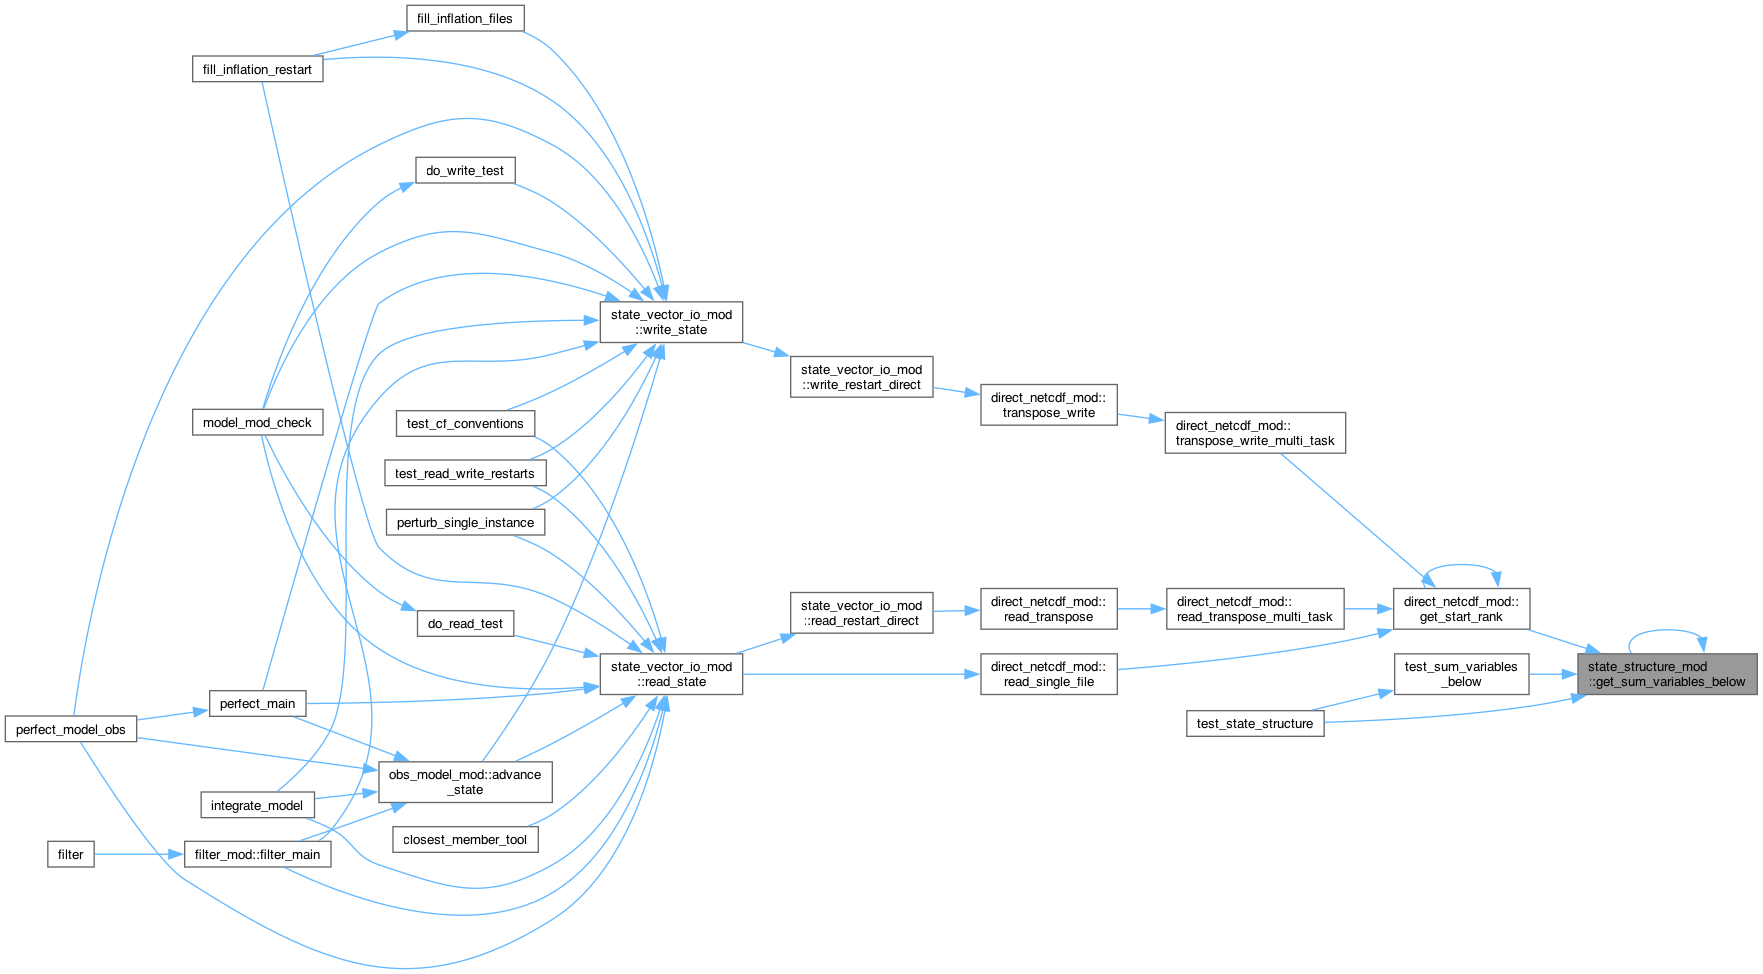 fill_inflation_files
fill_inflation_restart
do_write_test
state_vector_io_mod
::write_state
state_vector_io_mod
::write_restart_direct
direct_netcdf_mod::
transpose_write
direct_netcdf_mod::
transpose_write_multi_task
model_mod_check
test_cf_conventions
test_read_write_restarts
perturb_single_instance
do_read_test
state_vector_io_mod
::read_restart_direct
direct_netcdf_mod::
read_transpose
direct_netcdf_mod::
read_transpose_multi_task
direct_netcdf_mod::
get_start_rank
state_vector_io_mod
::read_state
direct_netcdf_mod::
read_single_file
test_sum_variables
_below
state_structure_mod
::get_sum_variables_below
perfect_main
test_state_structure
perfect_model_obs
obs_model_mod::advance
_state
integrate_model
closest_member_tool
filter
filter_mod::filter_main